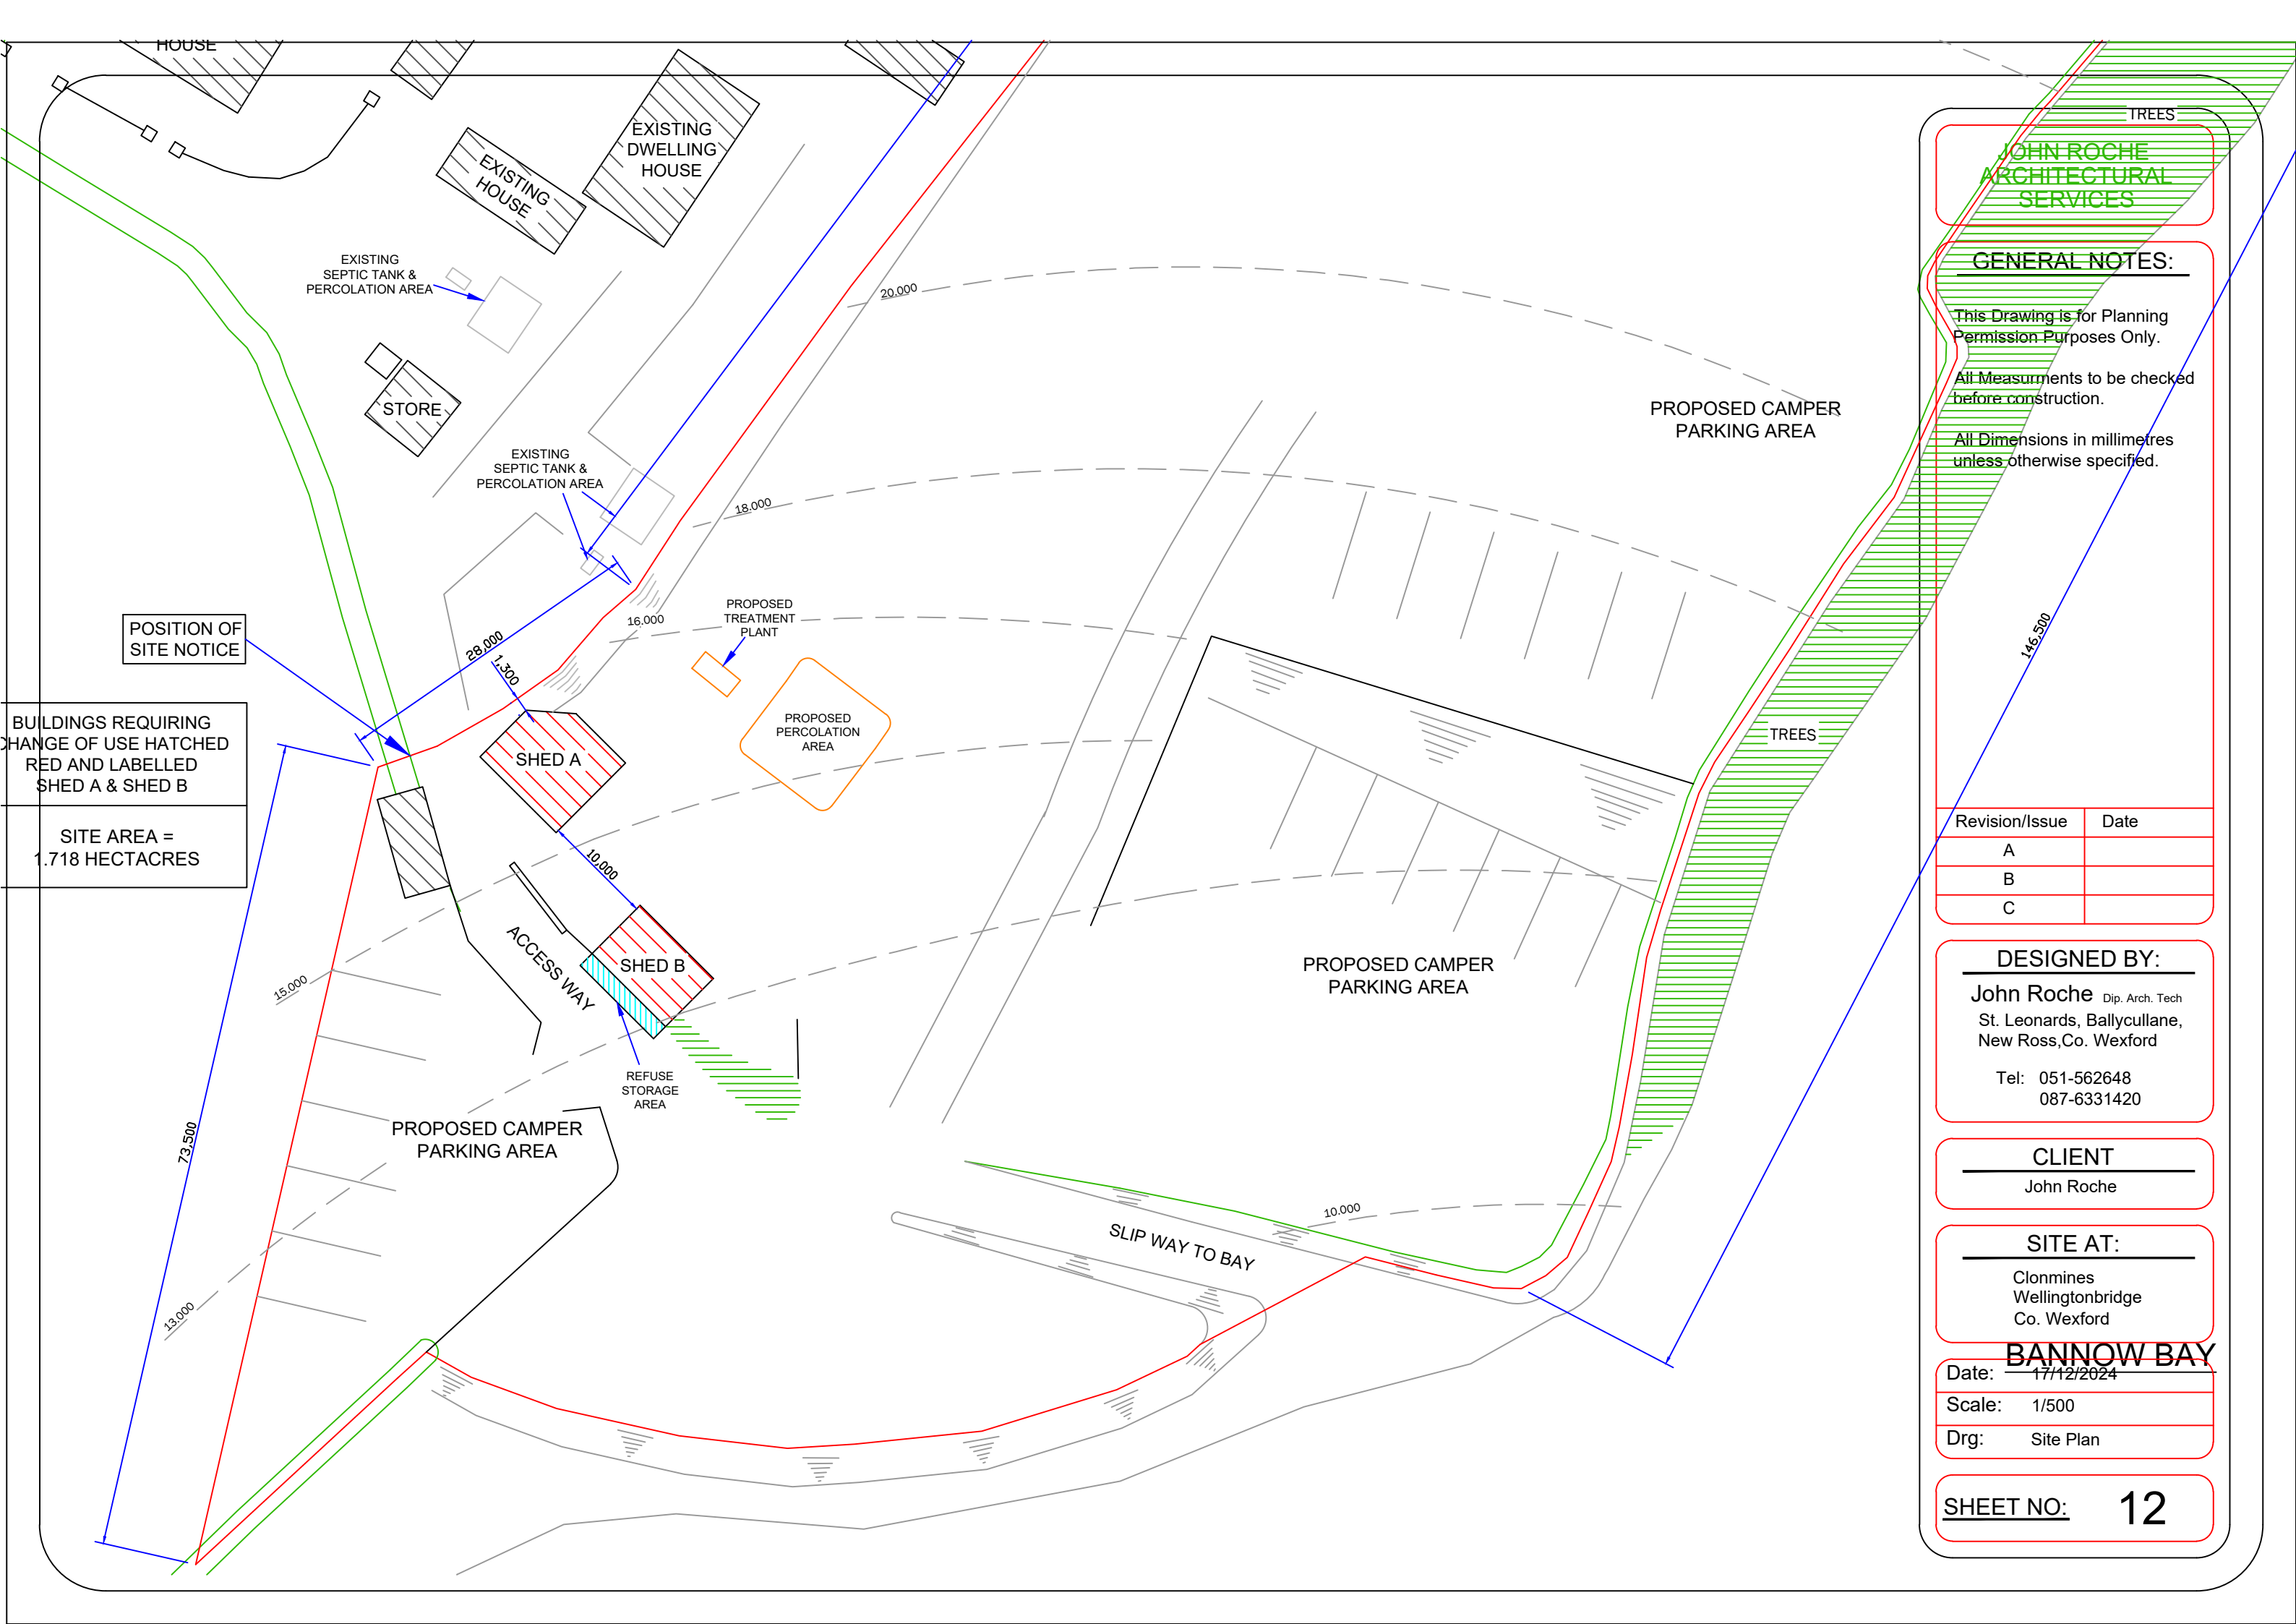 HOUSE
EXISTING
DWELLING
HOUSE
EXISTING
HOUSE
EXISTING
SEPTIC TANK &
PERCOLATION AREA
STORE
EXISTING
SEPTIC TANK &
PERCOLATION AREA
20.000
18.000
16.000
PROPOSED CAMPER
PARKING AREA
PROPOSED
TREATMENT
PLANT
POSITION OF
SITE NOTICE
28,000
1,300
BUILDINGS REQUIRING
CHANGE OF USE HATCHED
RED AND LABELLED
SHED A & SHED B
SITE AREA =
1.718 HECTACRES
SHED A
PROPOSED
PERCOLATION
AREA
10,000
ACCESS WAY
SHED B
15.000
REFUSE
STORAGE
AREA
PROPOSED CAMPER
PARKING AREA
PROPOSED CAMPER
PARKING AREA
73,500
13.000
10.000
SLIP WAY TO BAY
TREES
TREES
146,500
JOHN ROCHE
ARCHITECTURAL
SERVICES
GENERAL NOTES:
This Drawing is for Planning
Permission Purposes Only.
All Measurments to be checked
before construction.
All Dimensions in millimetres
unless otherwise specified.
Revision/Issue Date
A
B
C
DESIGNED BY:
John Roche Dip. Arch. Tech
St. Leonards, Ballycullane,
New Ross,Co. Wexford
Tel: 051-562648
087-6331420
CLIENT
John Roche
SITE AT:
Clonmines
Wellingtonbridge
Co. Wexford
BANNOW BAY
Date: 17/12/2024
Scale: 1/500
Drg: Site Plan
SHEET NO: 12